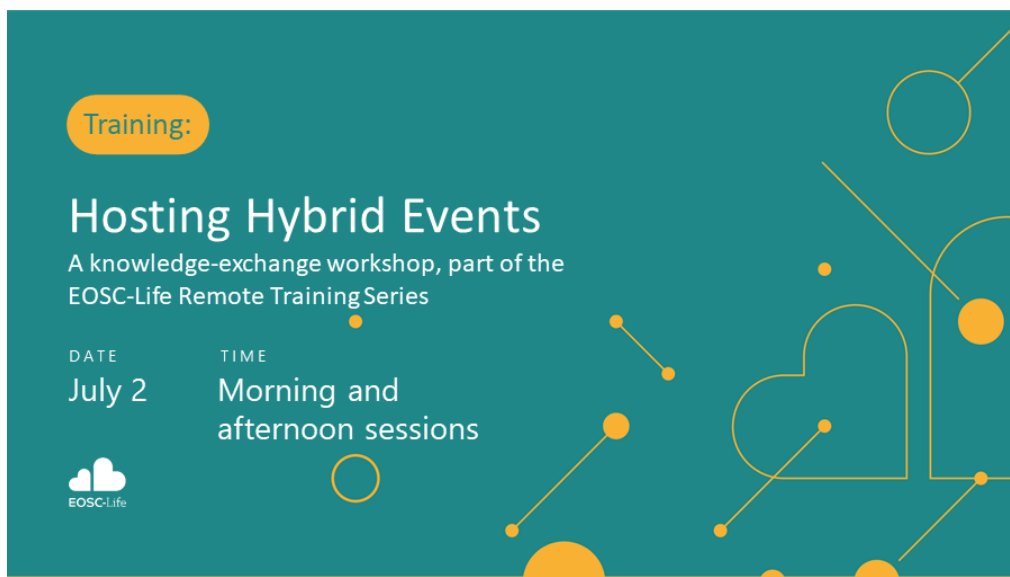 Training:
Hosting Hybrid Events
A knowledge-exchange workshop, part of the
EOSC-Life Remote Training Series
DATE
TIME
July 2
Morning and
afternoon sessions
EOSC-Life